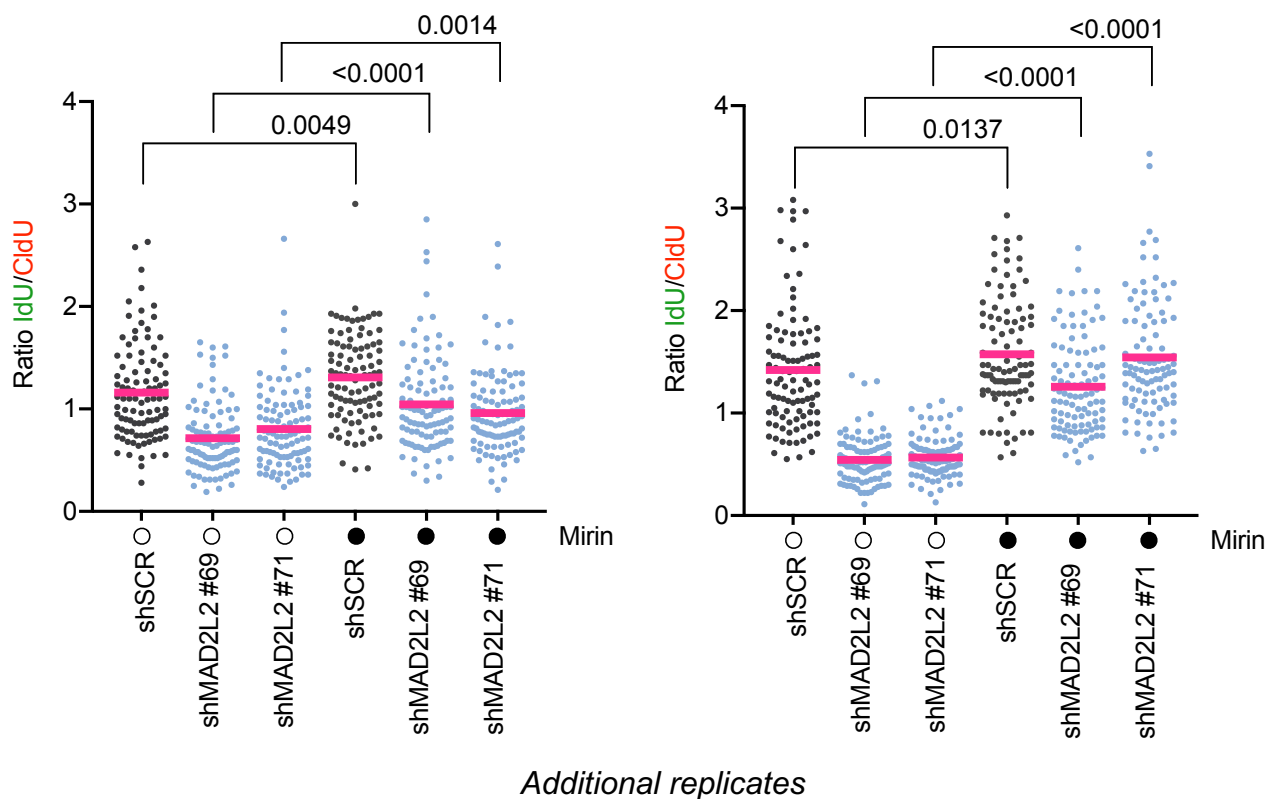 0.0014
<0.0001
0.0049
4
3
2
1
0
Ratio IdU/CldU
Mirin
shSCR
shMAD2L2 #69
shMAD2L2 #71
shSCR
shMAD2L2 #69
shMAD2L2 #71
<0.0001
<0.0001
0.0137
4
3
2
1
0
Ratio IdU/CldU
Mirin
shSCR
shMAD2L2 #69
shMAD2L2 #71
shSCR
shMAD2L2 #69
shMAD2L2 #71
Additional replicates